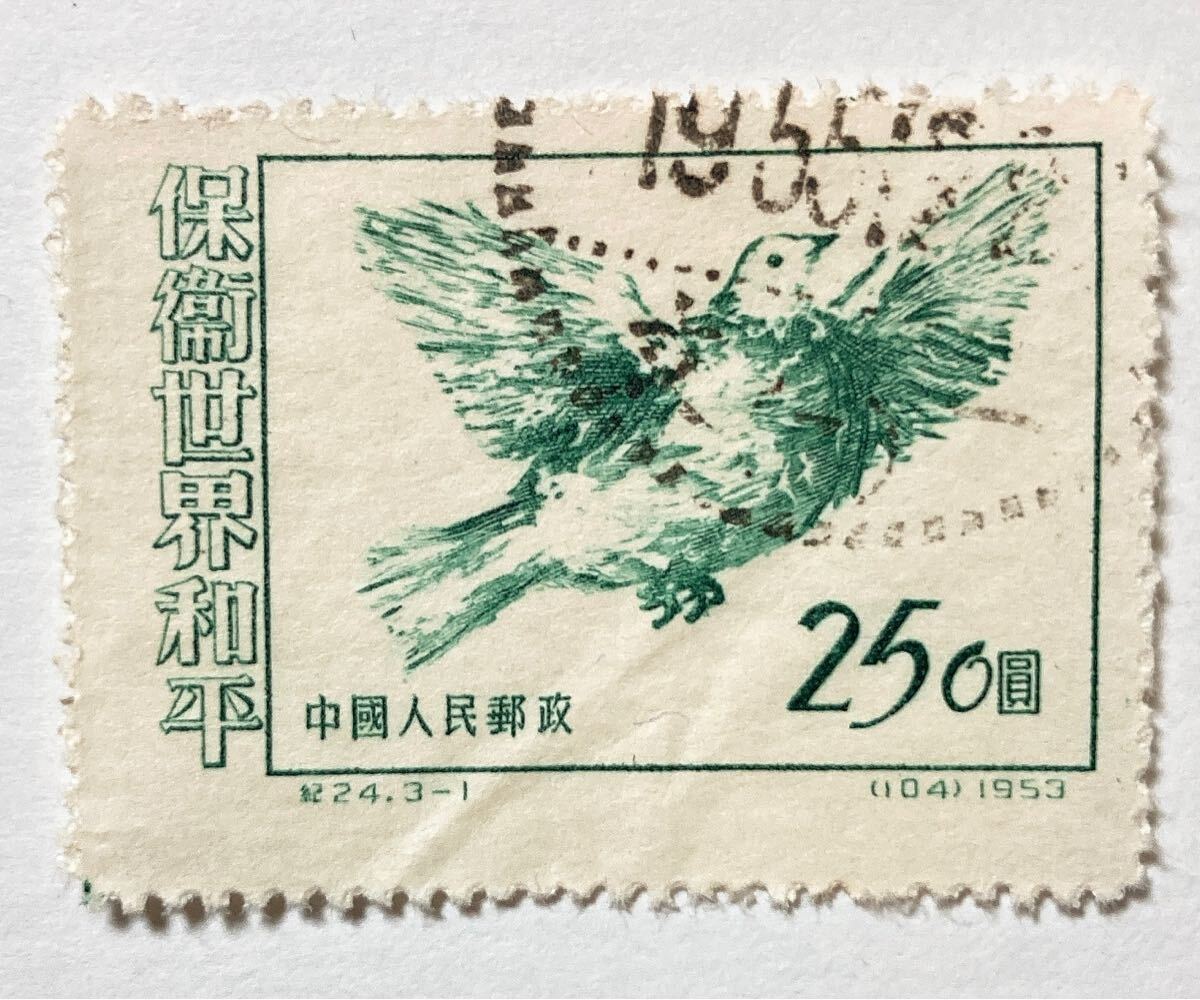 保衞世界和平
中國人民郵政
250圓
紀24.3-1
(104)1953